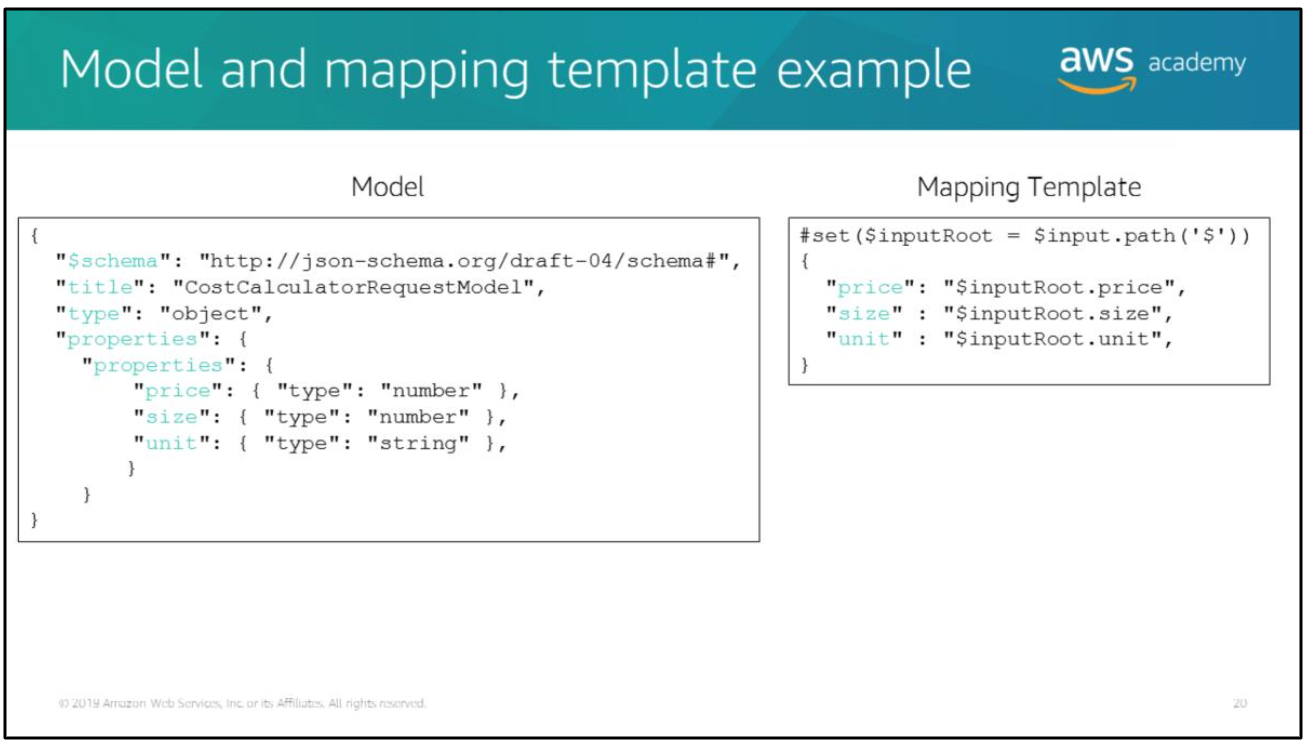 Model and mapping template example
aws academy
Model
{
"$schema": "http://json-schema.org/draft-04/schema#",
"title": "CostCalculatorRequestModel",
"type": "object",
"properties": {
"properties": {
"price": { "type": "number" },
"size": { "type": "number" },
"unit": { "type": "string" },
}
}
}
Mapping Template
#set($inputRoot = $input.path('$'))
{
"price": "$inputRoot.price",
"size" : "$inputRoot.size",
"unit" : "$inputRoot.unit",
}
© 2019 Amazon Web Services, Inc. or its Affiliates. All rights reserved.
20